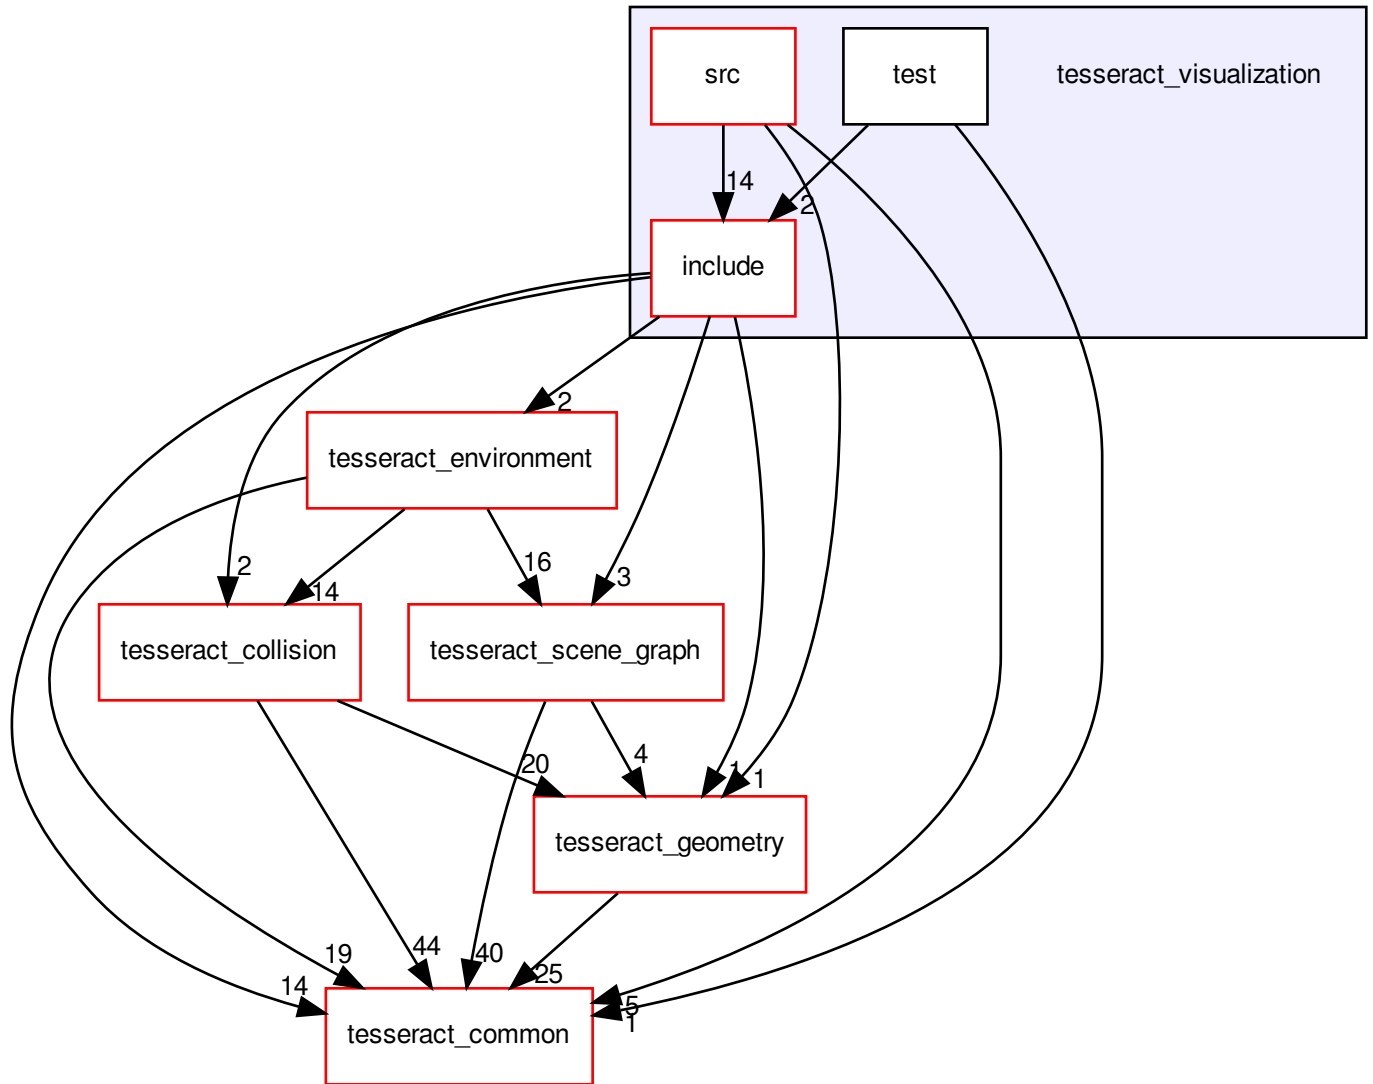 src
test
tesseract_visualization
14
2
include
2
tesseract_environment
16
2
3
14
tesseract_collision
tesseract_scene_graph
4
20
1
1
tesseract_geometry
44
19
40
25
14
5
1
tesseract_common